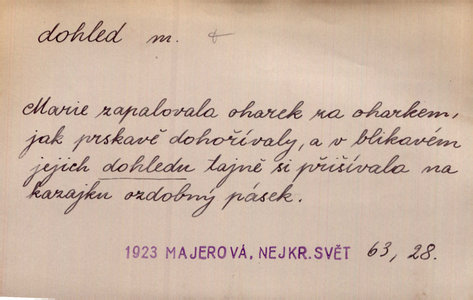 dohled m. +
Marie zapalovala oharek za oharkem,
jak prskavě dohořívaly, a v blikavém
jejich dohledu tajně si přišívala na
kazajku ozdobný pásek.
1923 MAJEROVÁ, NEJKR. SVĚT 63, 28.